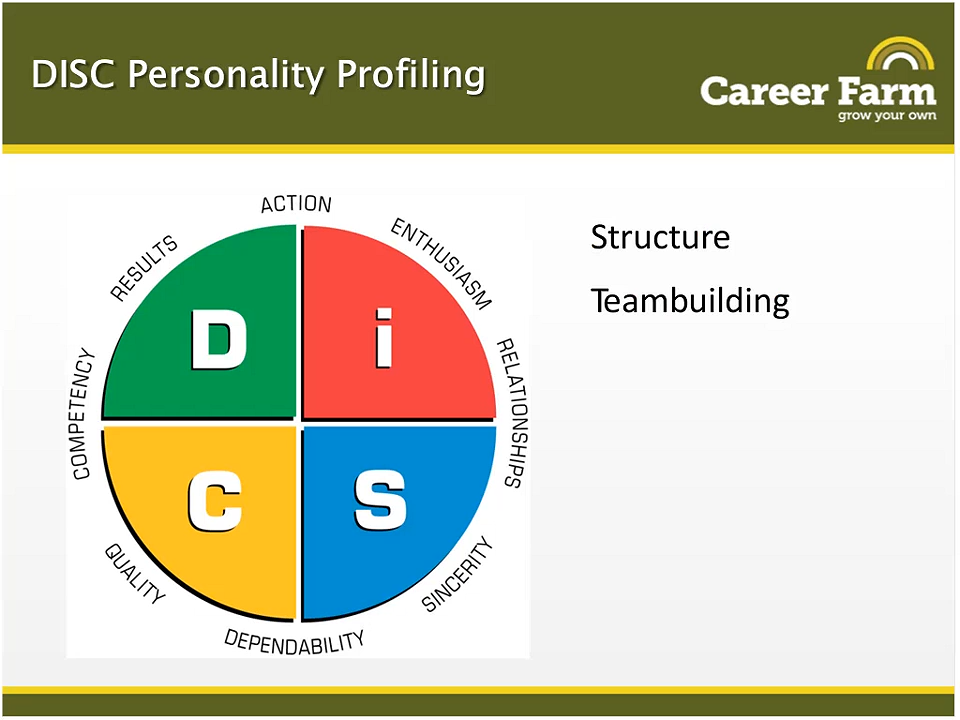 DISC Personality Profiling
Career Farm
grow your own
ACTION
ENTHUSIASM
RELATIONSHIPS
SINCERITY
DEPENDABILITY
QUALITY
COMPETENCY
RESULTS
D
i
C
S
Structure
Teambuilding